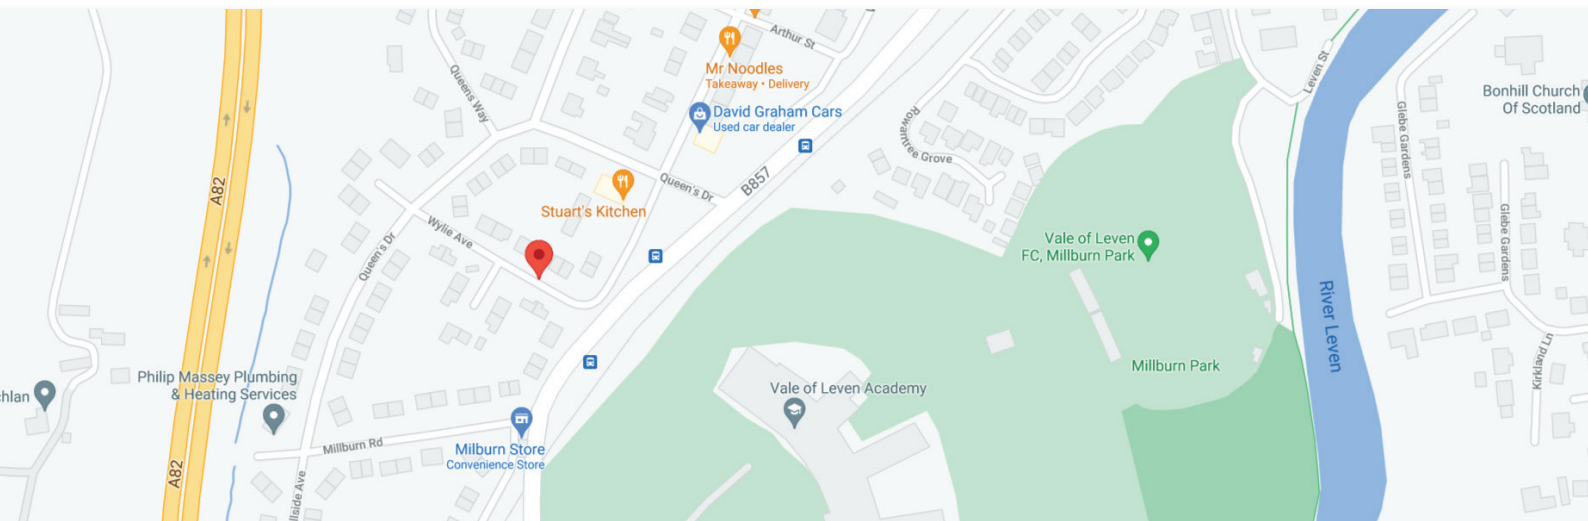 Arthur St
Mr Noodles
Takeaway • Delivery
Queens Way
David Graham Cars
Used car dealer
Rowantree Grove
Leven St
Bonhill Church
Of Scotland
Glebe Gardens
A82
B857
Queen's Dr
Stuart's Kitchen
Wylie Ave
Queen's Dr
Vale of Leven
FC, Millburn Park
Glebe Gardens
River Leven
Millburn Park
Kirkland Ln
Philip Massey Plumbing
& Heating Services
chlan
Vale of Leven Academy
Millburn Rd
Milburn Store
Convenience Store
A82
llside Ave